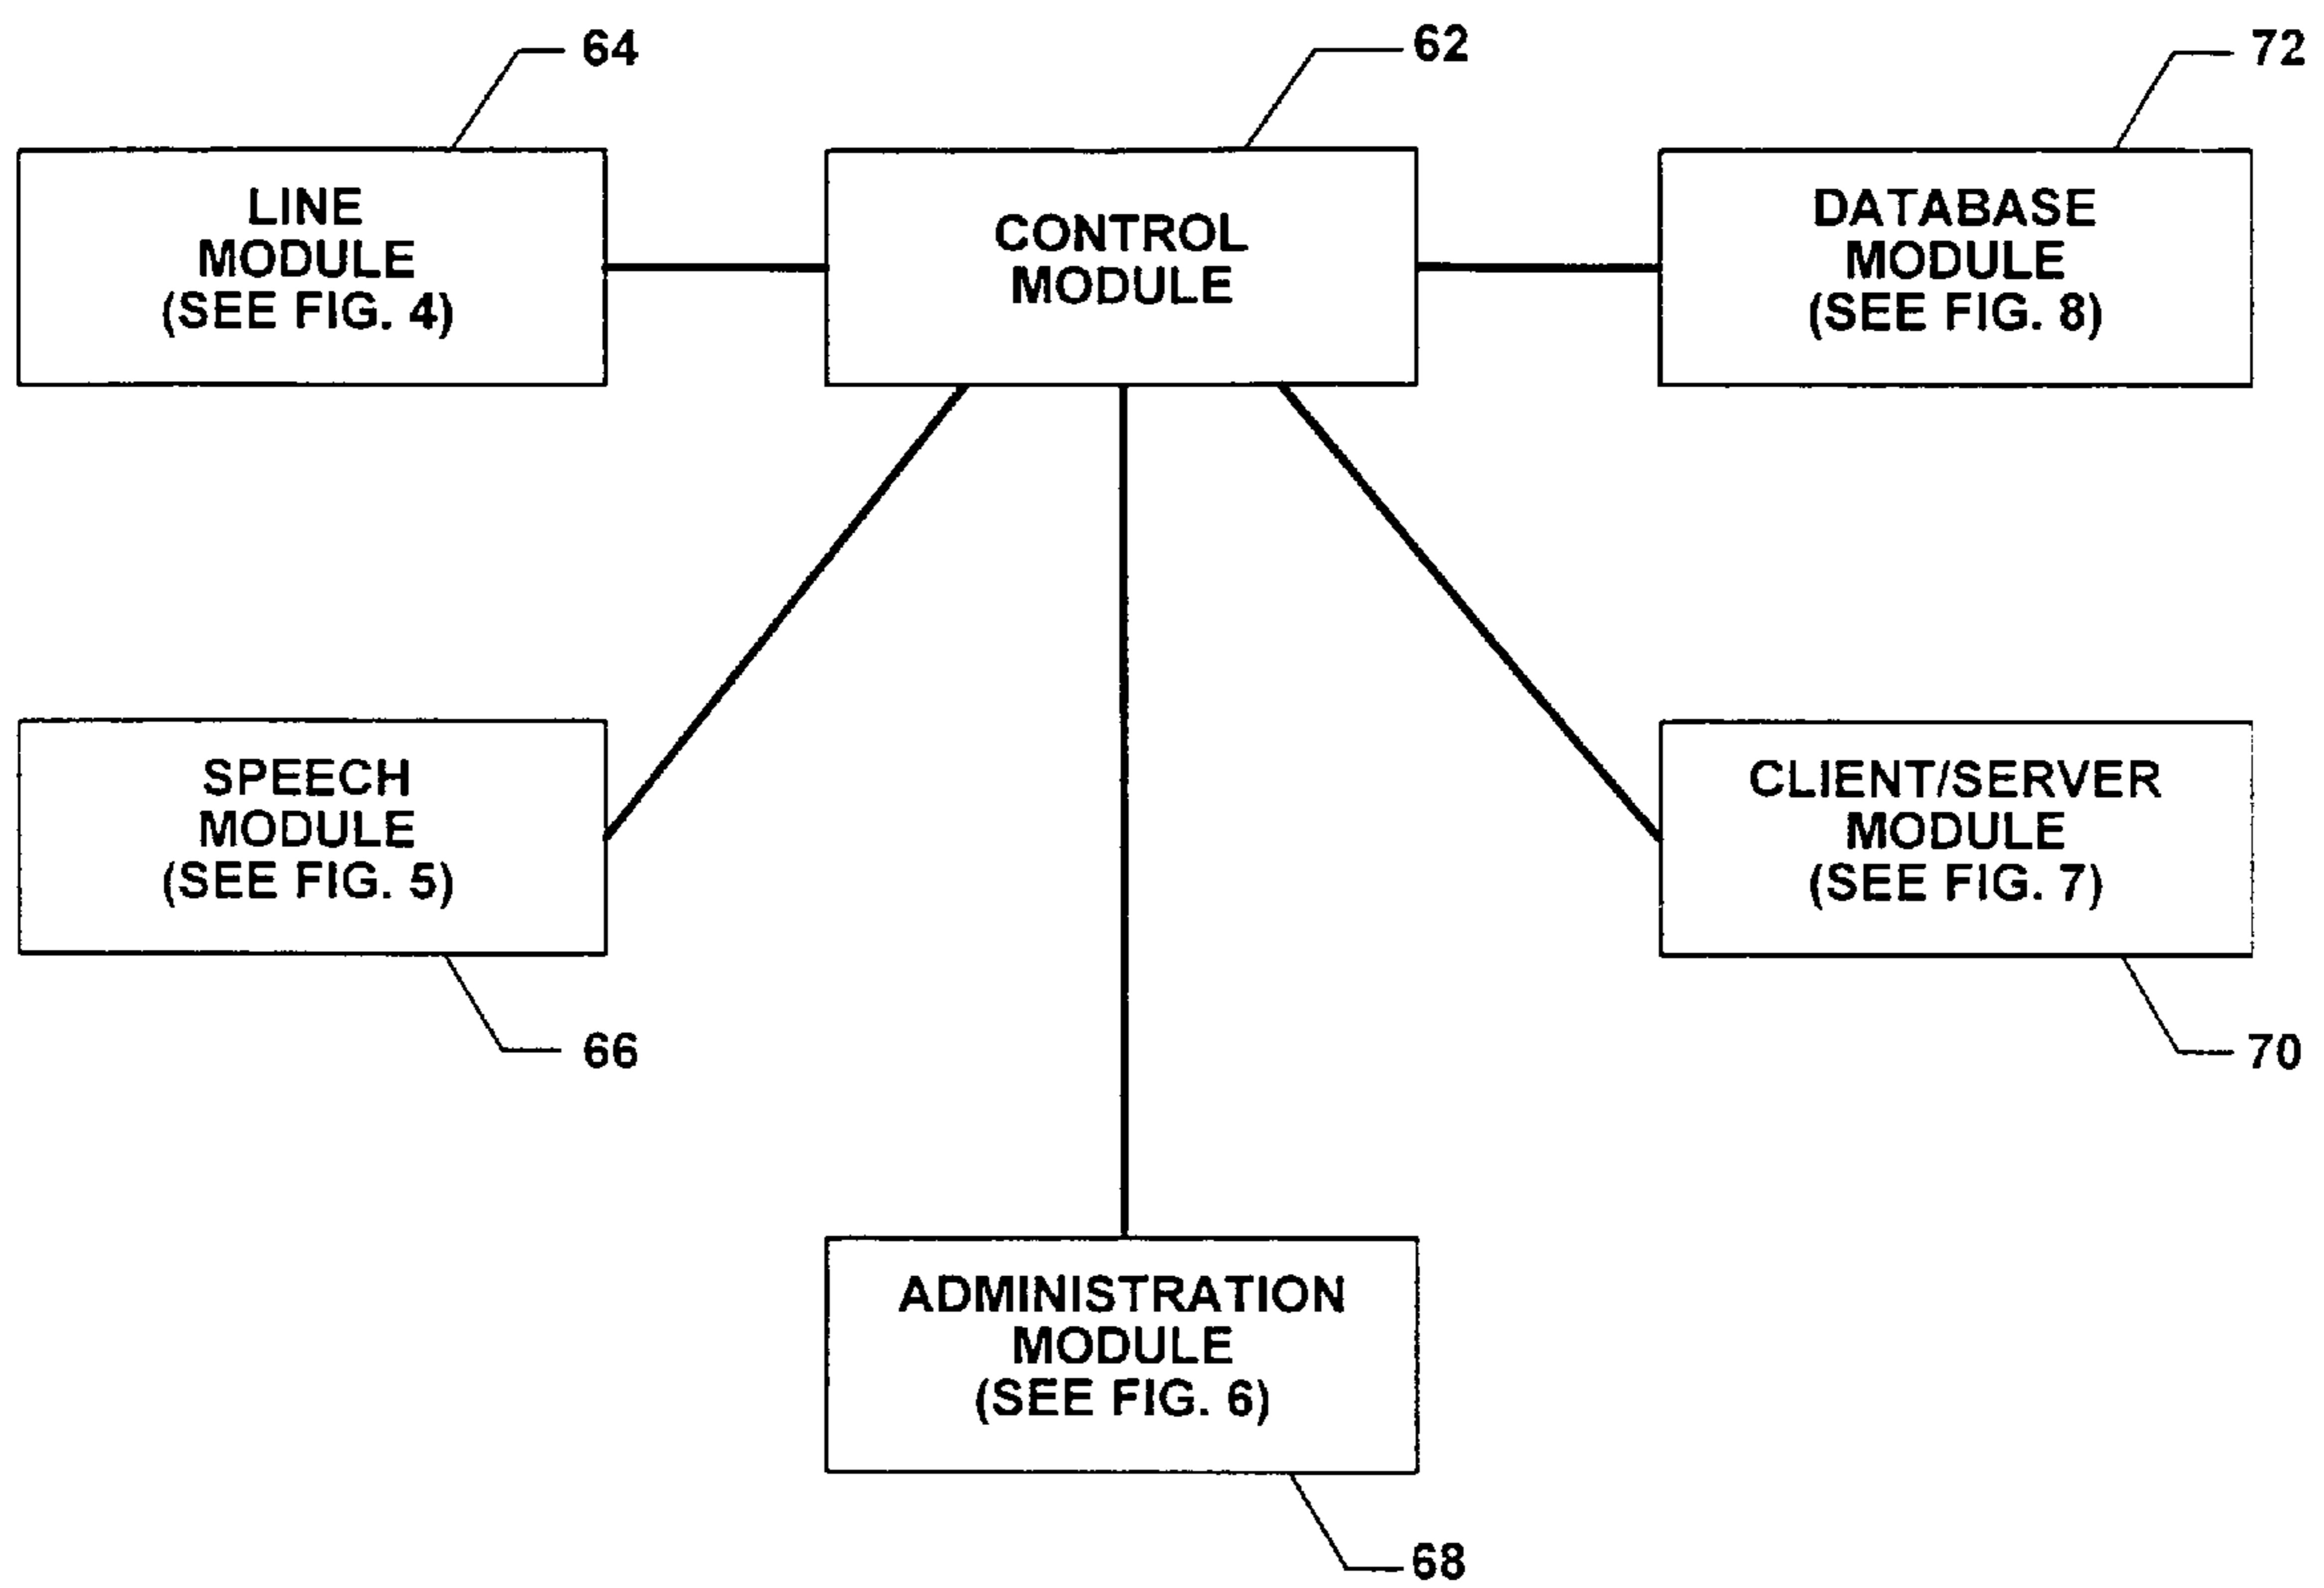 64
62
72
LINE
MODULE
(SEE FIG. 4)
CONTROL
MODULE
DATABASE
MODULE
(SEE FIG. 8)
SPEECH
MODULE
(SEE FIG. 5)
CLIENT/SERVER
MODULE
(SEE FIG. 7)
66
70
ADMINISTRATION
MODULE
(SEE FIG. 6)
68